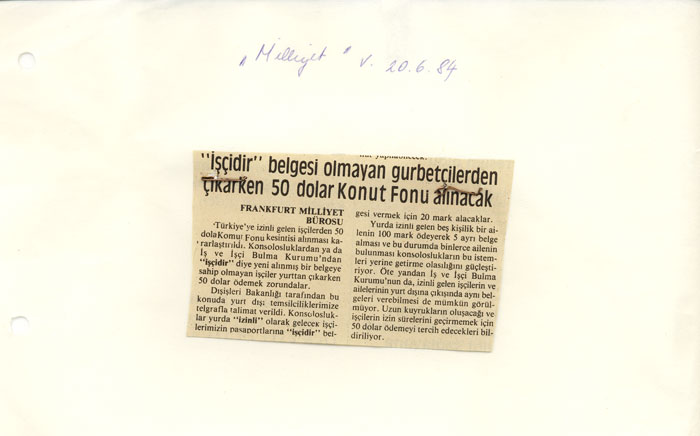 „Milliyet" v. 20.6.84
"İşçidir" belgesi olmayan gurbetcilerden
çıkarken 50 dolar Konut Fonu alınacak
FRANKFURT MİLLİYET
BÜROSU
Türkiye'ye izinli gelen işçilerden 50
dolaKomut Fonu kesintisi alınması ka-
rarlaştırıldı. Konsolosluklardan ya da
İş ve İşçi Bulma Kurumu'ndan
"işçidir" diye yeni alınmış bir belgeye
sahip olmayan işçiler yurttan çıkarken
50 dolar ödemek zorundalar.
Dışişleri Bakanlığı tarafından bu
konuda yurt dışı temsilciliklerimize
telgrafla talimat verildi. Konsolosluk-
lar yurda "izinli" olarak gelecek işçi-
lerimizin pasaportlarına "işçidir" bel-
gesi vermek için 20 mark alacaklar.
Yurda izinli gelen beş kişilik bir ai-
lenin 100 mark ödeyerek 5 ayrı belge
alması ve bu durumda binlerce ailenin
bulunması konsoloslukların bu istem-
leri yerine getirme olasılığını güçleşti-
riyor. Öte yandan İş ve İşçi Bulma
Kurumu'nun da, izinli gelen işçilerin ve
ailelerinin yurt dışına çıkışında aynı bel-
geleri verebilmesi de mümkün görül-
müyor. Uzun kuyrukların oluşacağı ve
işçilerin izin sürelerini geçirmemek için
50 dolar ödemeyi tercih edecekleri bil-
diriliyor.